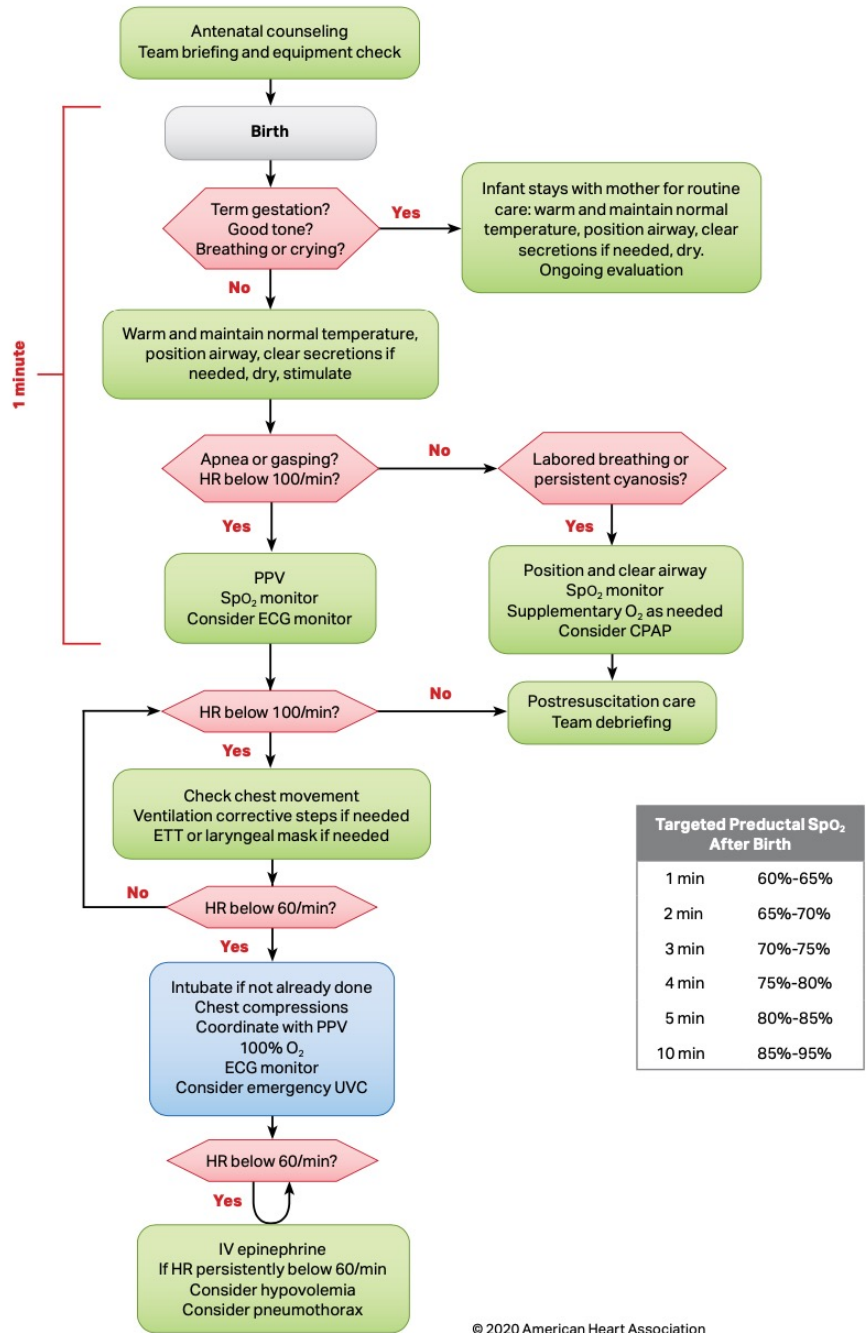 Antenatal counseling
Team briefing and equipment check
Birth
1 minute
Term gestation?
Good tone?
Breathing or crying?
Yes
Infant stays with mother for routine
care: warm and maintain normal
temperature, position airway, clear
secretions if needed, dry.
Ongoing evaluation
No
Warm and maintain normal temperature,
position airway, clear secretions if
needed, dry, stimulate
Apnea or gasping?
HR below 100/min?
No
Labored breathing or
persistent cyanosis?
Yes
Yes
PPV
SpO₂ monitor
Consider ECG monitor
Position and clear airway
SpO₂ monitor
Supplementary O₂ as needed
Consider CPAP
HR below 100/min?
No
Postresuscitation care
Team debriefing
Yes
Check chest movement
Ventilation corrective steps if needed
ETT or laryngeal mask if needed
No
HR below 60/min?
Yes
Intubate if not already done
Chest compressions
Coordinate with PPV
100% O₂
ECG monitor
Consider emergency UVC
HR below 60/min?
Yes
IV epinephrine
If HR persistently below 60/min
Consider hypovolemia
Consider pneumothorax
Targeted Preductal SpO₂
After Birth
1 min 60%-65%
2 min 65%-70%
3 min 70%-75%
4 min 75%-80%
5 min 80%-85%
10 min 85%-95%
© 2020 American Heart Association